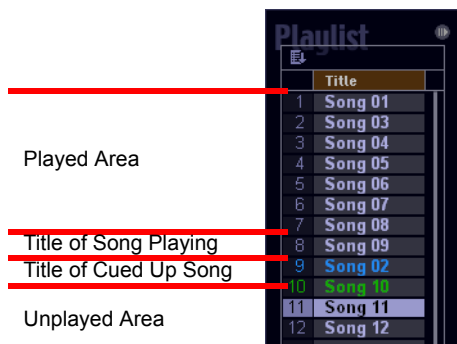 Playlist
Title
1 Song 01
2 Song 03
3 Song 04
4 Song 05
5 Song 06
6 Song 07
7 Song 08
8 Song 09
9 Song 02
10 Song 10
11 Song 11
12 Song 12
Played Area
Title of Song Playing
Title of Cued Up Song
Unplayed Area